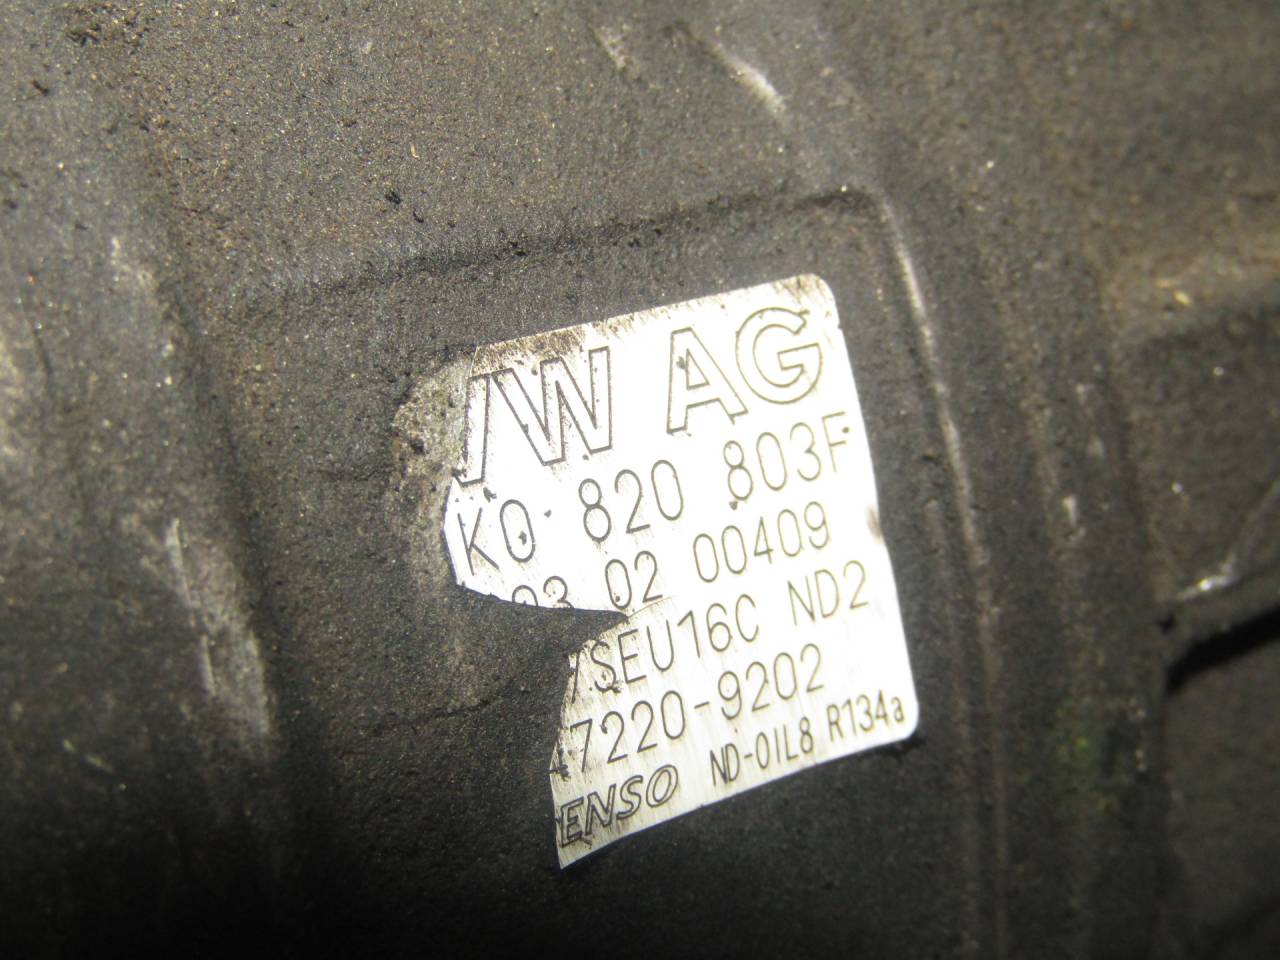 VW AG
K0 820 803F
03 02 00409
7SEU16C ND2
47220-9202
ENSO ND-OIL8 R134a